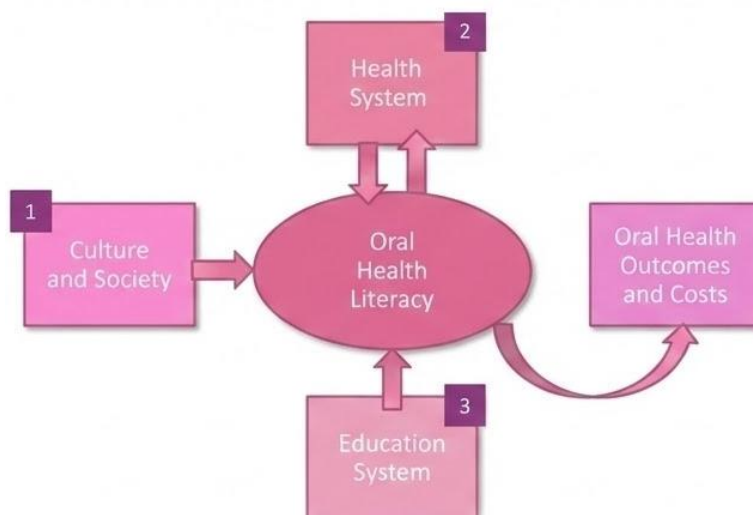 2
Health
System
1
Culture
and Society
Oral
Health
Literacy
Oral Health
Outcomes
and Costs
3
Education
System